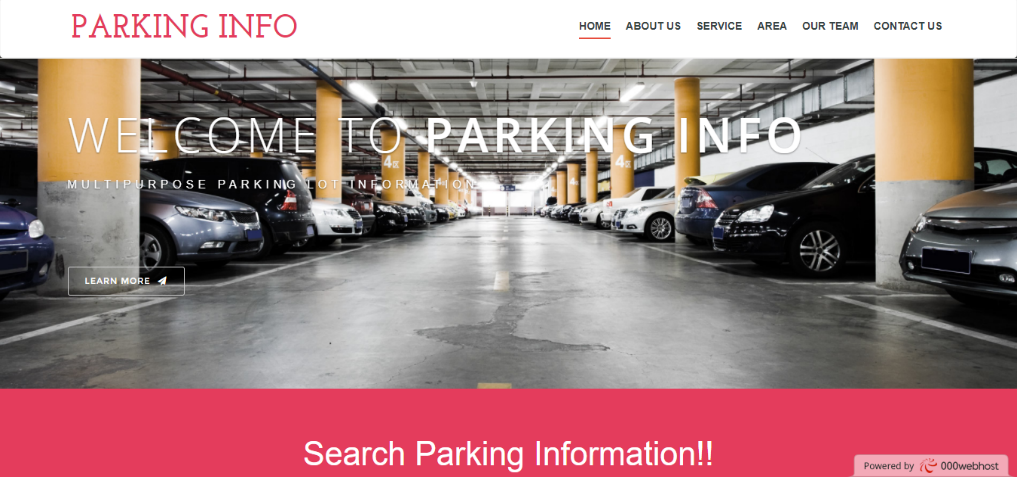 PARKING INFO
HOME ABOUT US SERVICE AREA OUR TEAM CONTACT US
WELCOME TO PARKING INFO
MULTIPURPOSE PARKING LOT INFORMATION
LEARN MORE
Search Parking Information!!
Powered by 000webhost